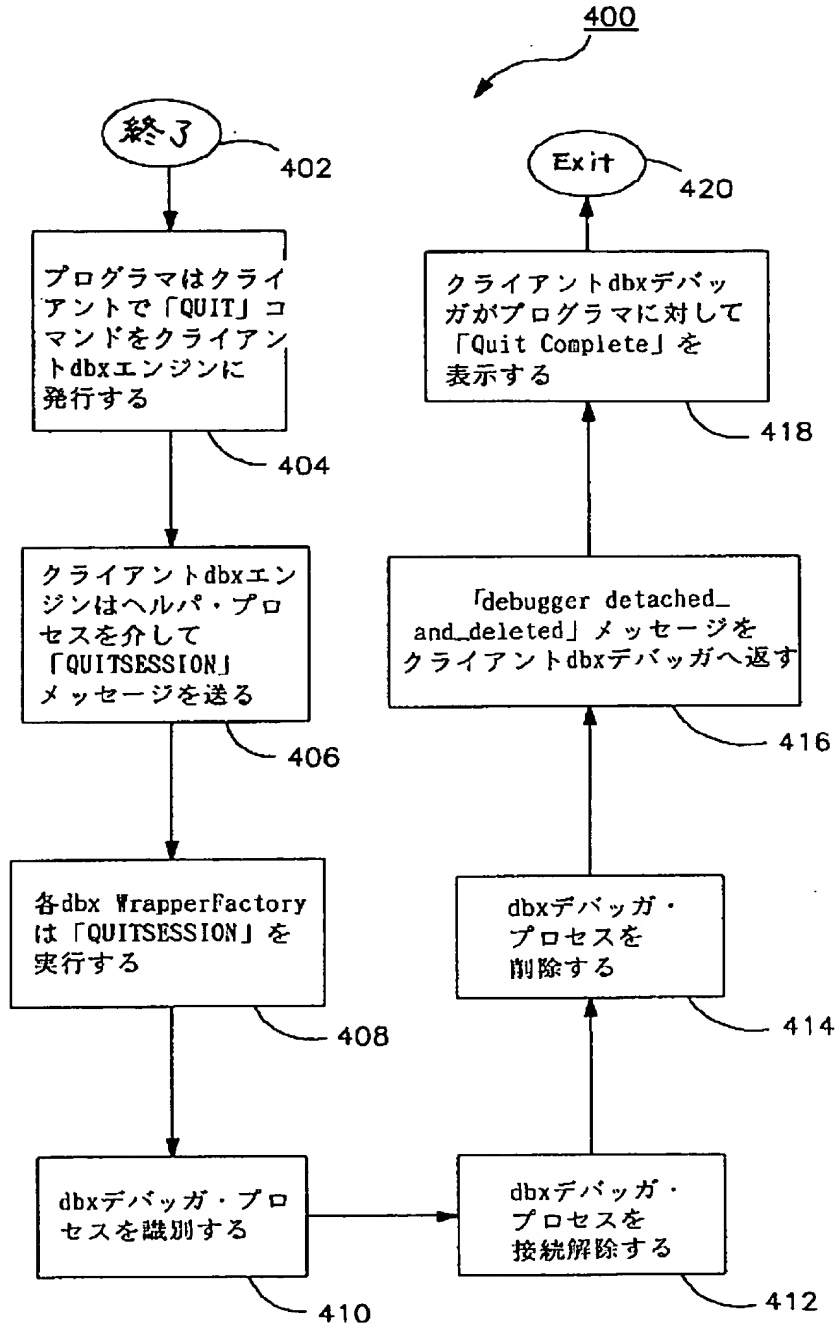 400
終了
402
プログラマはクライ
アントで「QUIT」コ
マンドをクライアン
トdbxエンジンに
発行する
404
クライアントdbxエン
ジンはヘルパ・プロ
セスを介して
「QUITSESSION」
メッセージを送る
406
各dbx WrapperFactory
は「QUITSESSION」を
実行する
408
dbxデバッガ・プロ
セスを識別する
410
dbxデバッガ・
プロセスを
接続解除する
412
dbxデバッガ・
プロセスを
削除する
414
「debugger detached_
and_deleted」メッセージを
クライアントdbxデバッガへ返す
416
クライアントdbxデバッ
ガがプログラマに対して
「Quit Complete」を
表示する
418
Exit
420